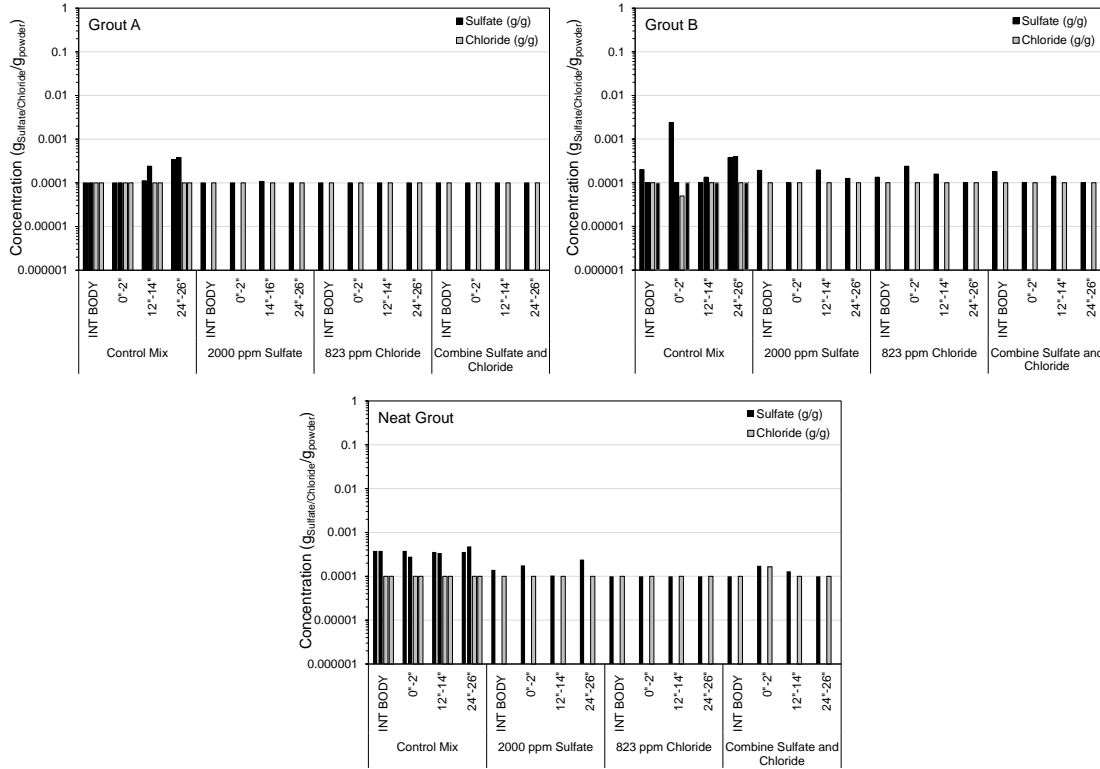 Grout A
Sulfate (g/g)
Chloride (g/g)
Concentration (gSulfate/Chloride/gpowder)
1
0.1
0.01
0.001
0.0001
0.00001
0.000001
INT BODY
0"-2"
12"-14"
24"-26"
INT BODY
0"-2"
14"-16"
24"-26"
INT BODY
0"-2"
12"-14"
24"-26"
INT BODY
0"-2"
12"-14"
24"-26"
Control Mix
2000 ppm Sulfate
823 ppm Chloride
Combine Sulfate and
Chloride
Grout B
Sulfate (g/g)
Chloride (g/g)
Concentration (gSulfate/Chloride/gpowder)
1
0.1
0.01
0.001
0.0001
0.00001
0.000001
INT BODY
0"-2"
12"-14"
24"-26"
INT BODY
0"-2"
12"-14"
24"-26"
INT BODY
0"-2"
12"-14"
24"-26"
INT BODY
0"-2"
12"-14"
24"-26"
Control Mix
2000 ppm Sulfate
823 ppm Chloride
Combine Sulfate and
Chloride
Neat Grout
Sulfate (g/g)
Chloride (g/g)
Concentration (gSulfate/Chloride/gpowder)
1
0.1
0.01
0.001
0.0001
0.00001
0.000001
INT BODY
0"-2"
12"-14"
24"-26"
INT BODY
0"-2"
12"-14"
24"-26"
INT BODY
0"-2"
12"-14"
24"-26"
INT BODY
0"-2"
12"-14"
24"-26"
Control Mix
2000 ppm Sulfate
823 ppm Chloride
Combine Sulfate and
Chloride